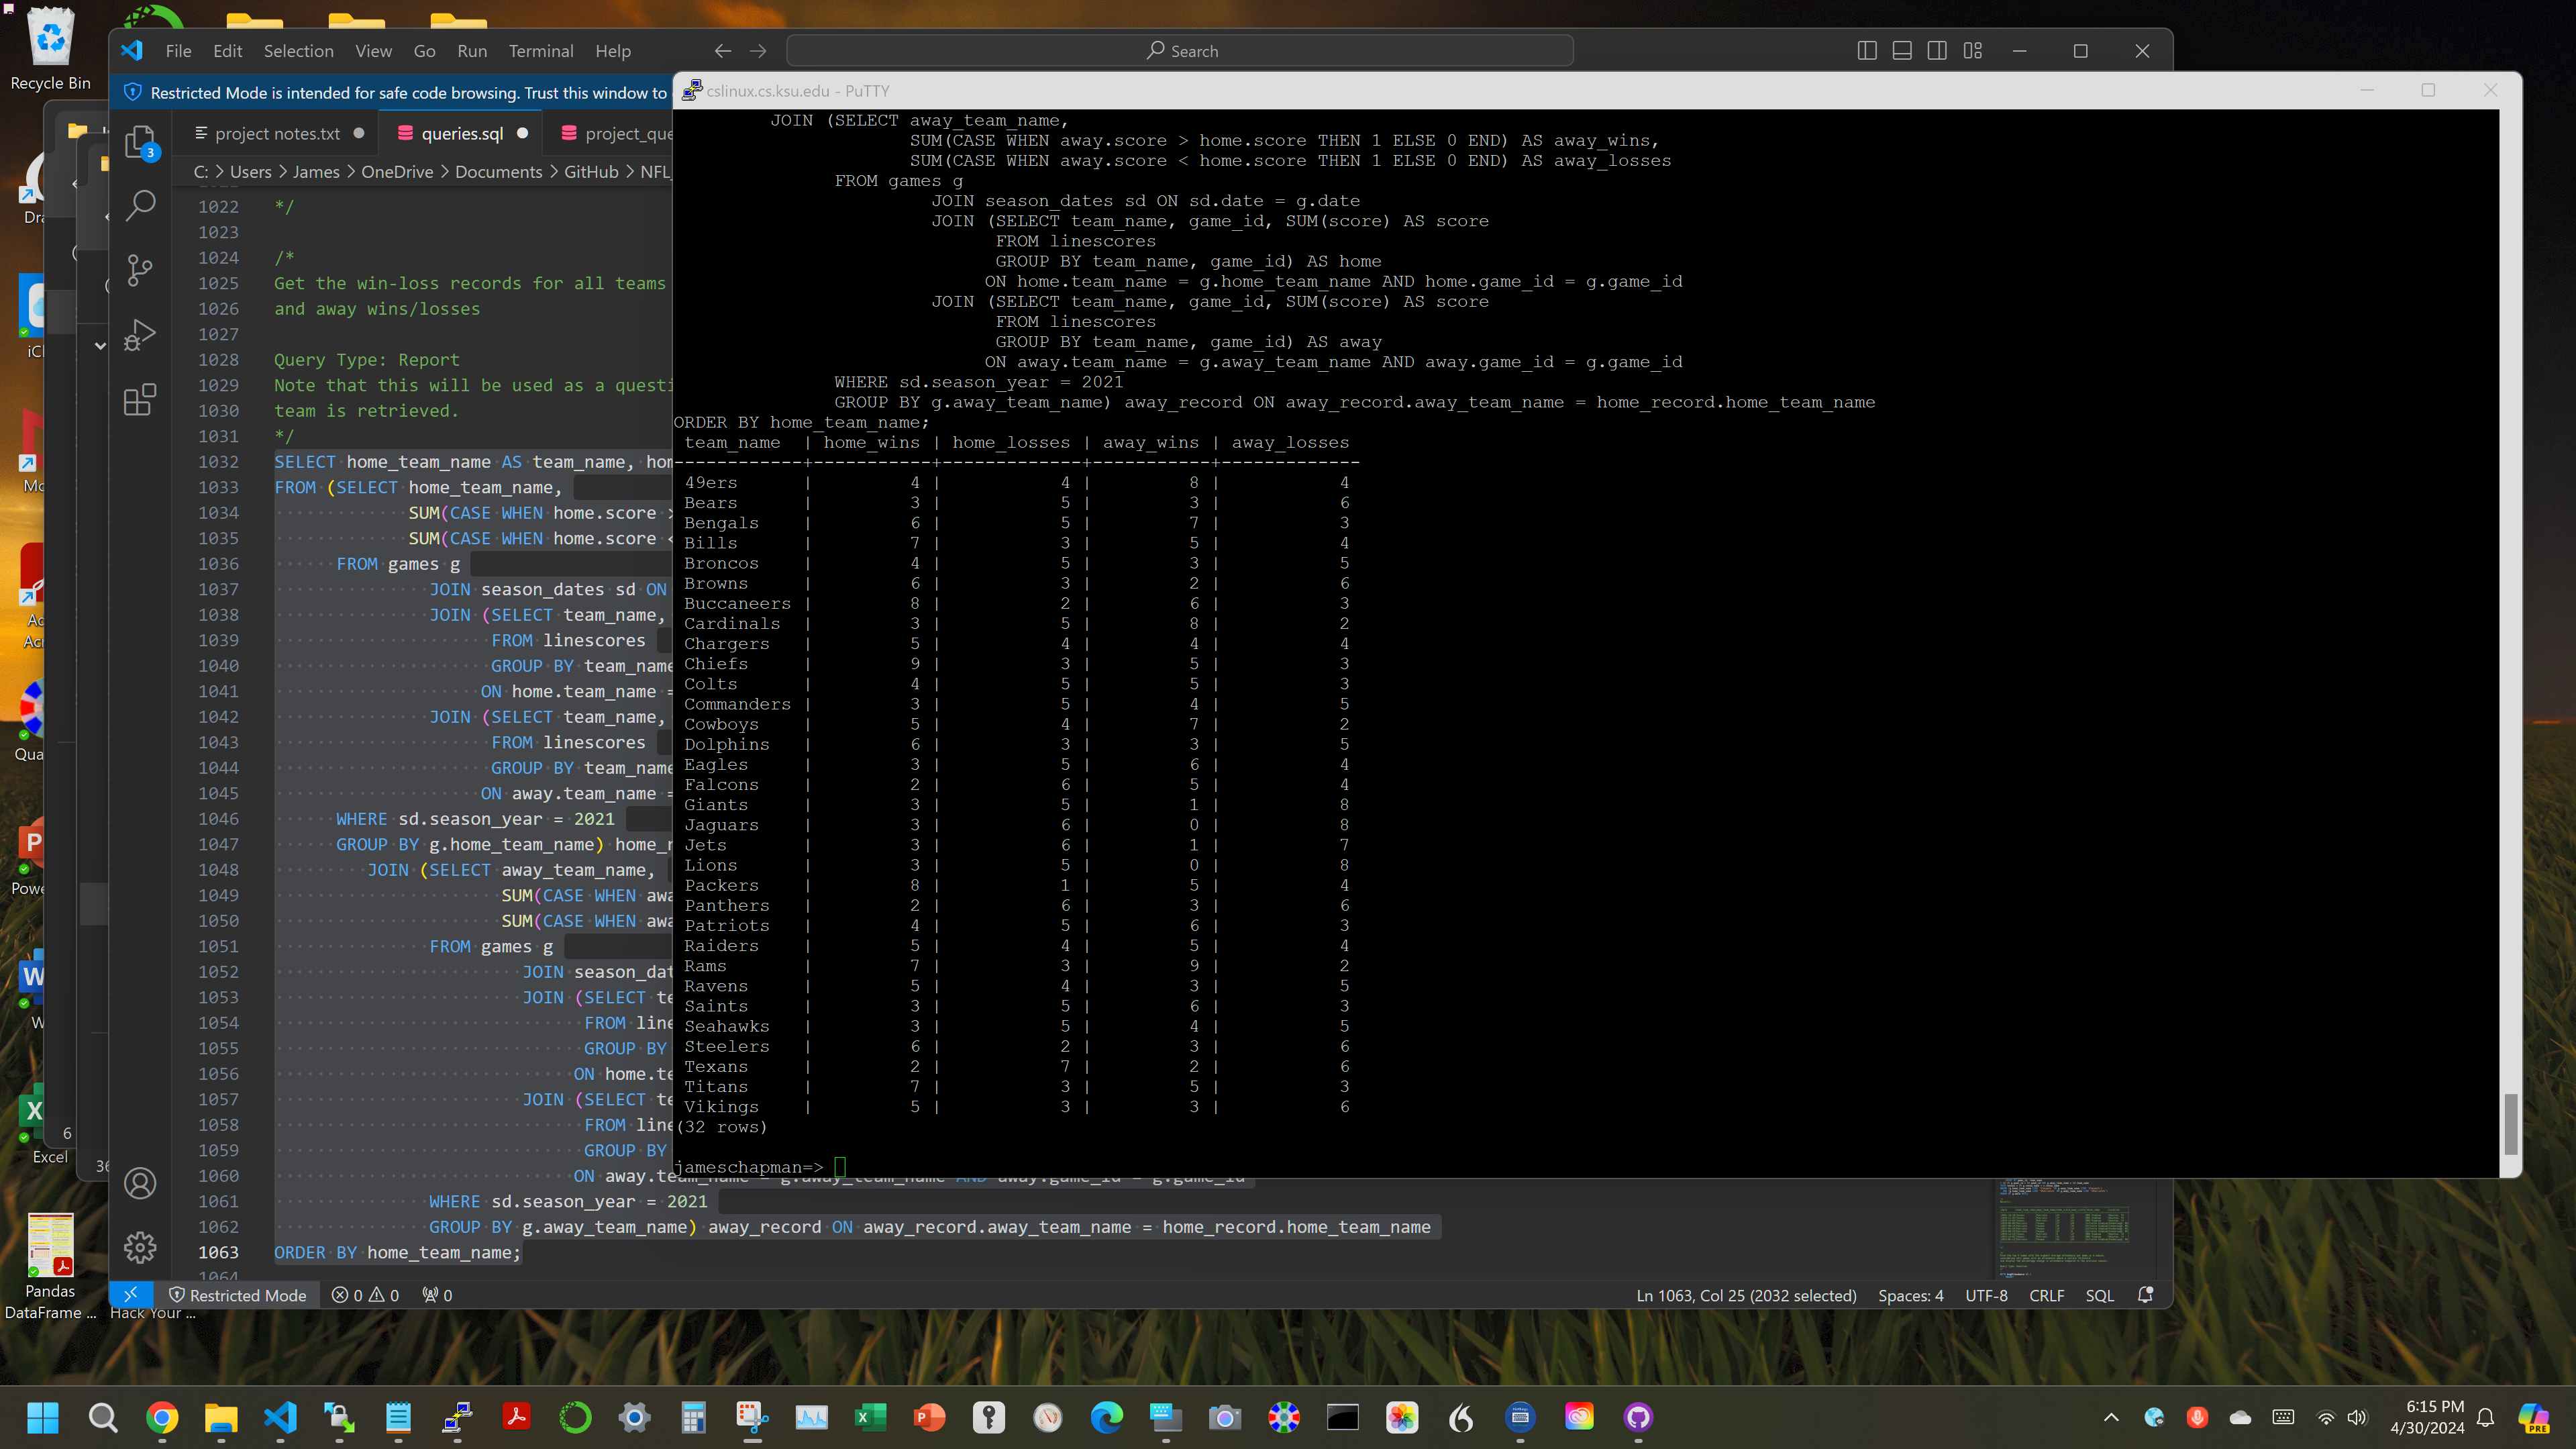 Recycle Bin
File Edit Selection View Go Run Terminal Help
Search
Restricted Mode is intended for safe code browsing. Trust this window to
project notes.txt
queries.sql
project_que
C: > Users > James > OneDrive > Documents > GitHub > NFL_
1022 */
1023
1024 /*
1025 Get the win-loss records for all teams
1026 and away wins/losses
1027
1028 Query Type: Report
1029 Note that this will be used as a questi
1030 team is retrieved.
1031 */
1032 SELECT home_team_name AS team_name, hom
1033 FROM (SELECT home_team_name,
1034 SUM(CASE WHEN home.score >
1035 SUM(CASE WHEN home.score <
1036 FROM games g
1037 JOIN season_dates sd ON
1038 JOIN (SELECT team_name,
1039 FROM linescores
1040 GROUP BY team_name
1041 ON home.team_name =
1042 JOIN (SELECT team_name,
1043 FROM linescores
1044 GROUP BY team_name
1045 ON away.team_name =
1046 WHERE sd.season_year = 2021
1047 GROUP BY g.home_team_name) home_r
1048 JOIN (SELECT away_team_name,
1049 SUM(CASE WHEN awa
1050 SUM(CASE WHEN awa
1051 FROM games g
1052 JOIN season_dat
1053 JOIN (SELECT te
1054 FROM line
1055 GROUP BY
1056 ON home.te
1057 JOIN (SELECT te
1058 FROM line
1059 GROUP BY
1060 ON away.team_name = g.away_team_name AND away.game_id = g.game_id
1061 WHERE sd.season_year = 2021
1062 GROUP BY g.away_team_name) away_record ON away_record.away_team_name = home_record.home_team_name
1063 ORDER BY home_team_name;
1064
Restricted Mode 0 0 0
Ln 1063, Col 25 (2032 selected) Spaces: 4 UTF-8 CRLF SQL
cslinux.cs.ksu.edu - PuTTY
JOIN (SELECT away_team_name,
SUM(CASE WHEN away.score > home.score THEN 1 ELSE 0 END) AS away_wins,
SUM(CASE WHEN away.score < home.score THEN 1 ELSE 0 END) AS away_losses
FROM games g
JOIN season_dates sd ON sd.date = g.date
JOIN (SELECT team_name, game_id, SUM(score) AS score
FROM linescores
GROUP BY team_name, game_id) AS home
ON home.team_name = g.home_team_name AND home.game_id = g.game_id
JOIN (SELECT team_name, game_id, SUM(score) AS score
FROM linescores
GROUP BY team_name, game_id) AS away
ON away.team_name = g.away_team_name AND away.game_id = g.game_id
WHERE sd.season_year = 2021
GROUP BY g.away_team_name) away_record ON away_record.away_team_name = home_record.home_team_name
ORDER BY home_team_name;
team_name | home_wins | home_losses | away_wins | away_losses
------------+-----------+-------------+-----------+-------------
49ers | 4 | 4 | 8 | 4
Bears | 3 | 5 | 3 | 6
Bengals | 6 | 5 | 7 | 3
Bills | 7 | 3 | 5 | 4
Broncos | 4 | 5 | 3 | 5
Browns | 6 | 3 | 2 | 6
Buccaneers | 8 | 2 | 6 | 3
Cardinals | 3 | 5 | 8 | 2
Chargers | 5 | 4 | 4 | 4
Chiefs | 9 | 3 | 5 | 3
Colts | 4 | 5 | 5 | 3
Commanders | 3 | 5 | 4 | 5
Cowboys | 5 | 4 | 7 | 2
Dolphins | 6 | 3 | 3 | 5
Eagles | 3 | 5 | 6 | 4
Falcons | 2 | 6 | 5 | 4
Giants | 3 | 5 | 1 | 8
Jaguars | 3 | 6 | 0 | 8
Jets | 3 | 6 | 1 | 7
Lions | 3 | 5 | 0 | 8
Packers | 8 | 1 | 5 | 4
Panthers | 2 | 6 | 3 | 6
Patriots | 4 | 5 | 6 | 3
Raiders | 5 | 4 | 5 | 4
Rams | 7 | 3 | 9 | 2
Ravens | 5 | 4 | 3 | 5
Saints | 3 | 5 | 6 | 3
Seahawks | 3 | 5 | 4 | 5
Steelers | 6 | 2 | 3 | 6
Texans | 2 | 7 | 2 | 6
Titans | 7 | 3 | 5 | 3
Vikings | 5 | 3 | 3 | 6
(32 rows)
jameschapman=>
3
Dra
iCl
Mo
Ac
Acr
Qua
Powe
W
6
Excel
36
Pandas
DataFrame ...
Hack Your ...
6:15 PM
4/30/2024
PRE